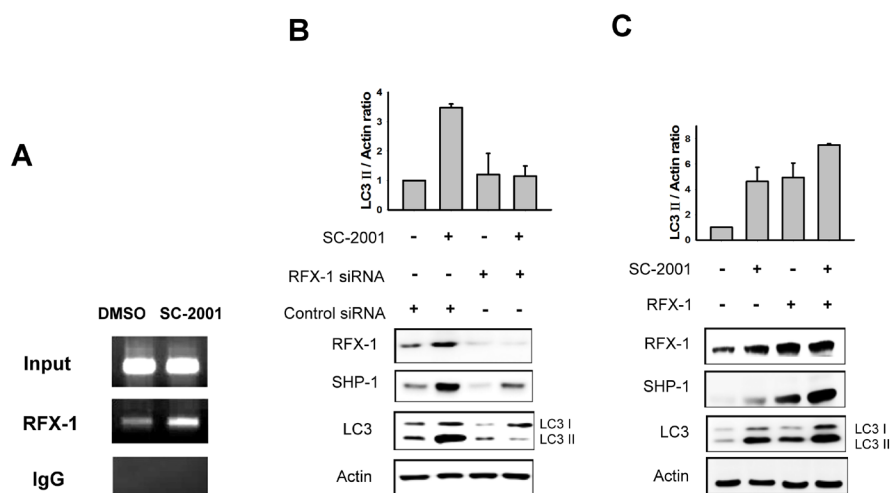 A
DMSO SC-2001
Input
RFX-1
IgG
B
LC3 II / Actin ratio
4
3
2
1
0
SC-2001 - + - +
RFX-1 siRNA - - + +
Control siRNA + + - -
RFX-1
SHP-1
LC3 LC3 I
LC3 II
Actin
C
LC3 II / Actin ratio
8
6
4
2
0
SC-2001 - + - +
RFX-1 - - + +
RFX-1
SHP-1
LC3 LC3 I
LC3 II
Actin